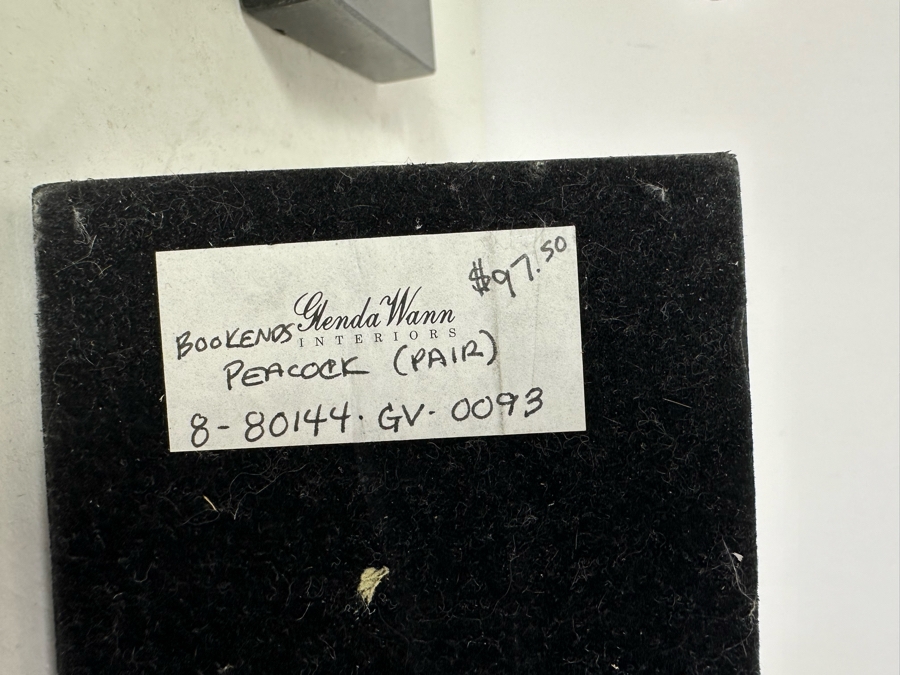 $97.50
Glenda Wann
INTERIORS
BOOKENDS
PEACOCK (PAIR)
8-80144·GV·0093